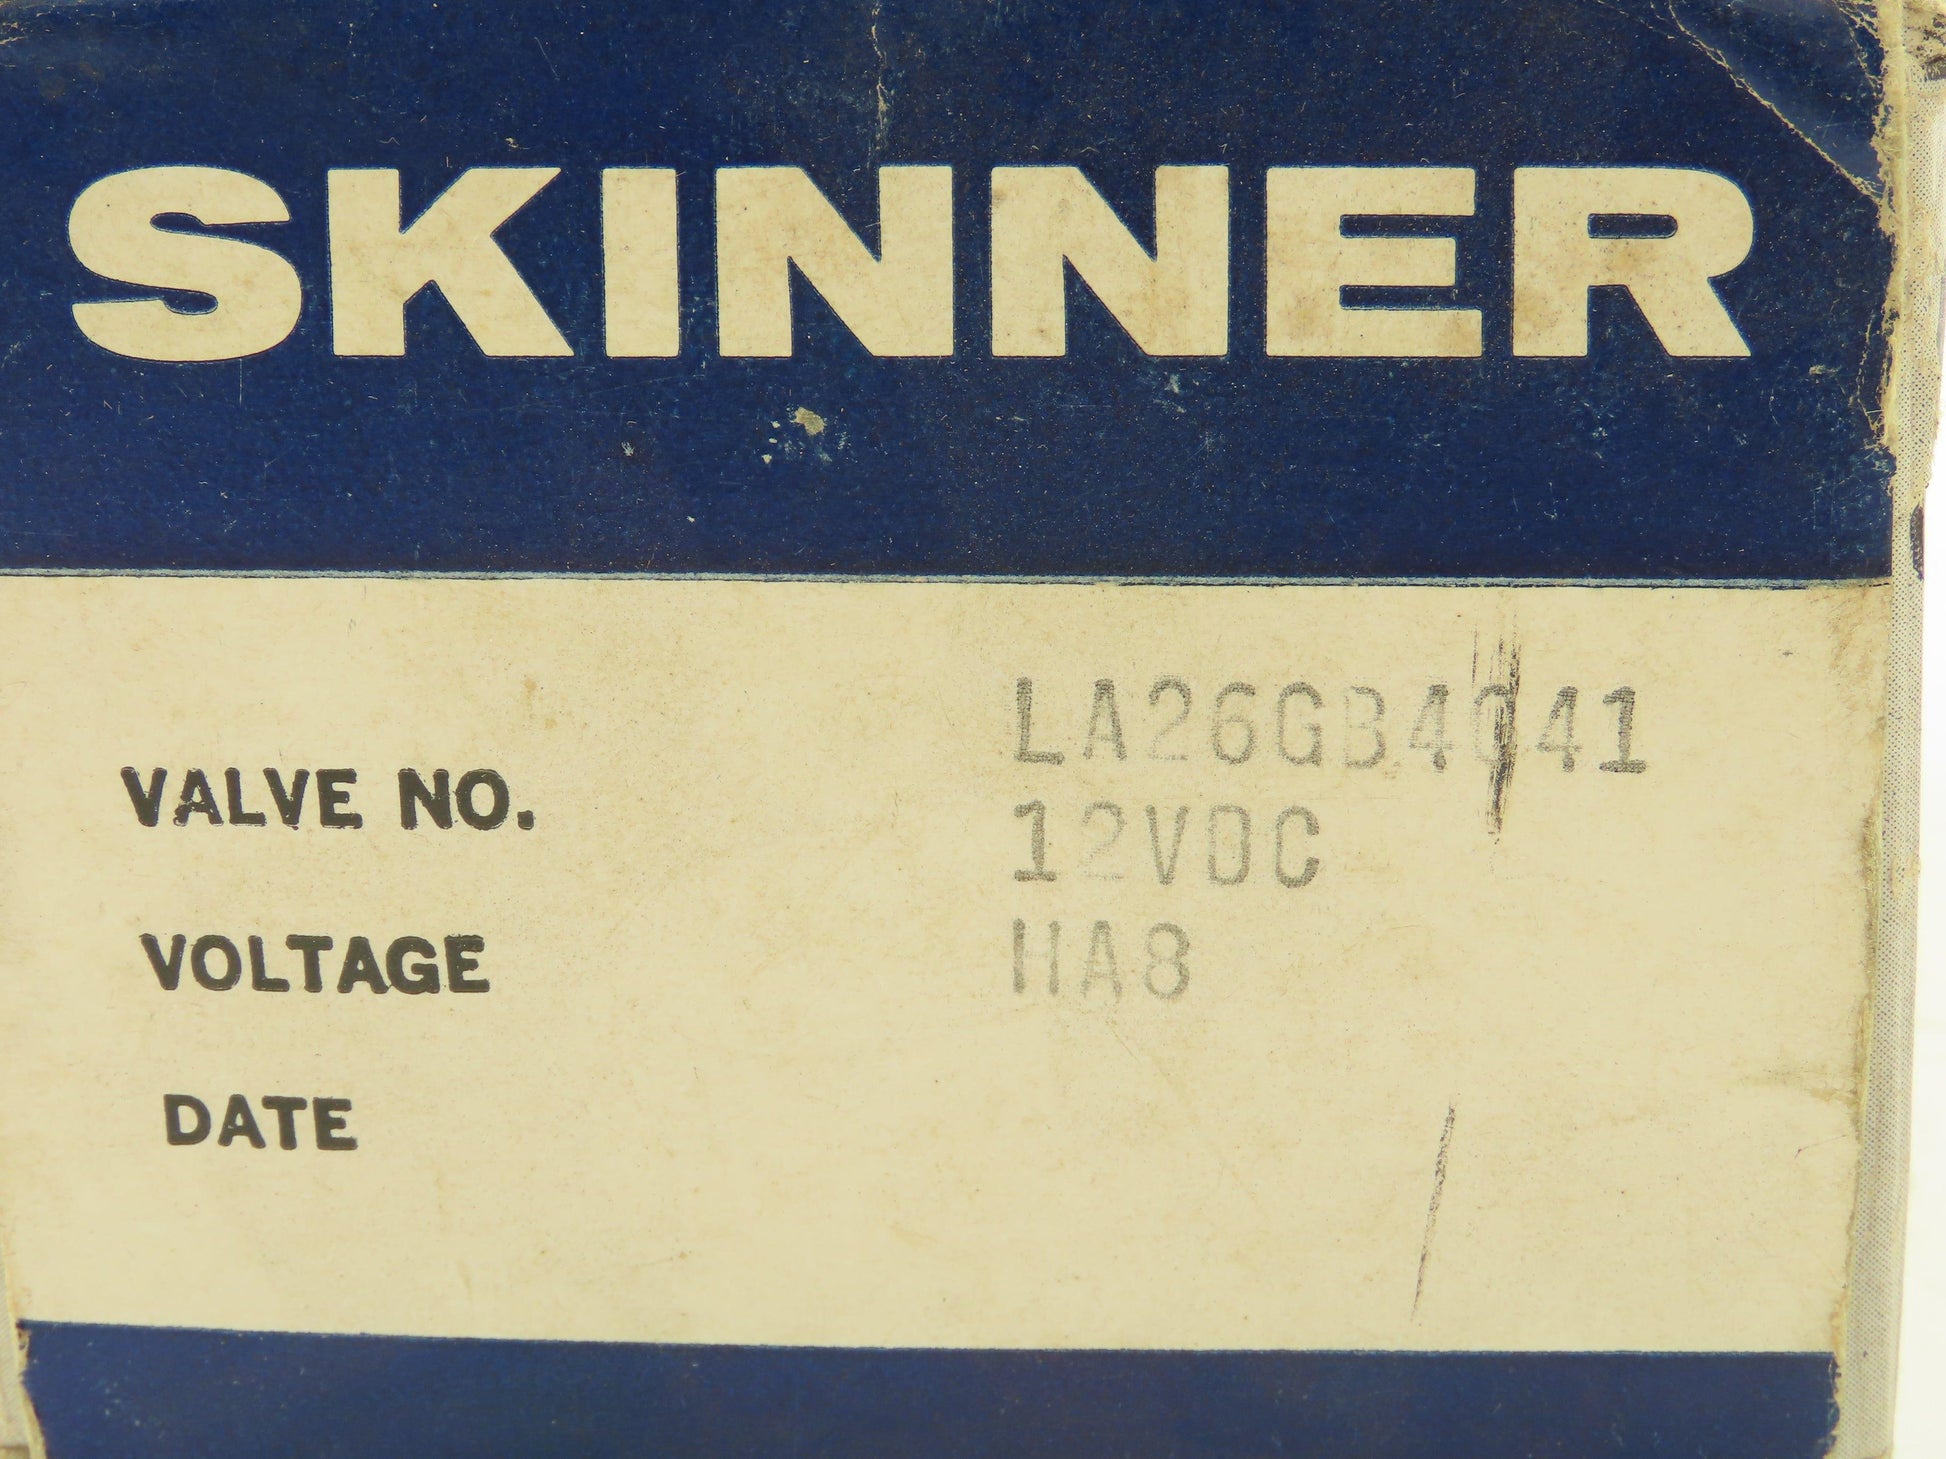 SKINNER
LA26GB4041
VALVE NO.
12VDC
VOLTAGE
HA8
DATE